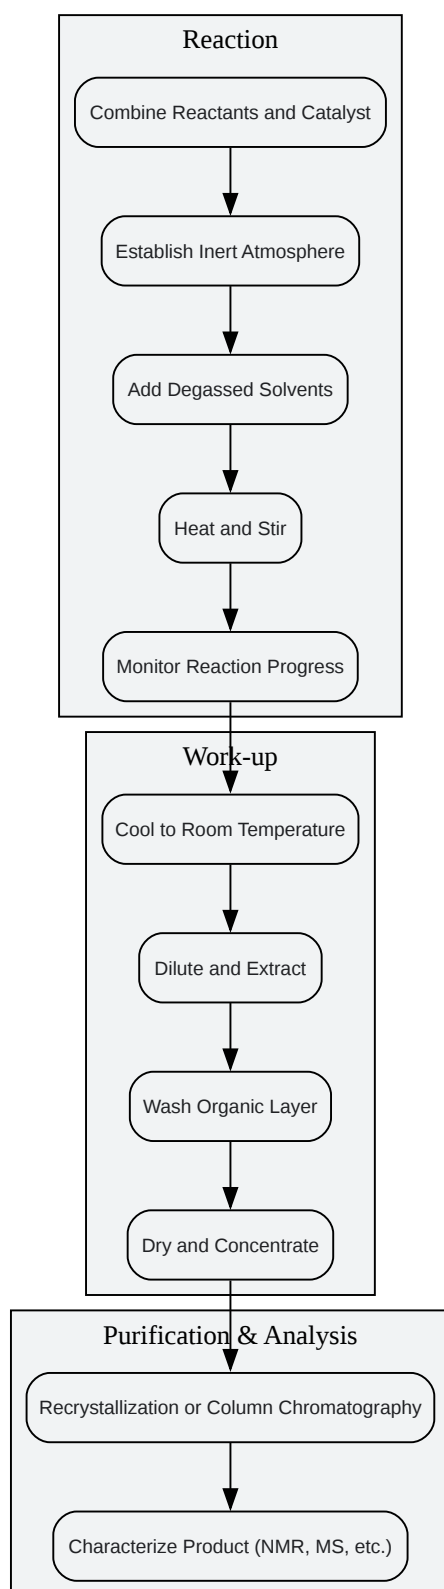 Reaction
Combine Reactants and Catalyst
Establish Inert Atmosphere
Add Degassed Solvents
Heat and Stir
Monitor Reaction Progress
Work-up
Cool to Room Temperature
Dilute and Extract
Wash Organic Layer
Dry and Concentrate
Purification & Analysis
Recrystallization or Column Chromatography
Characterize Product (NMR, MS, etc.)